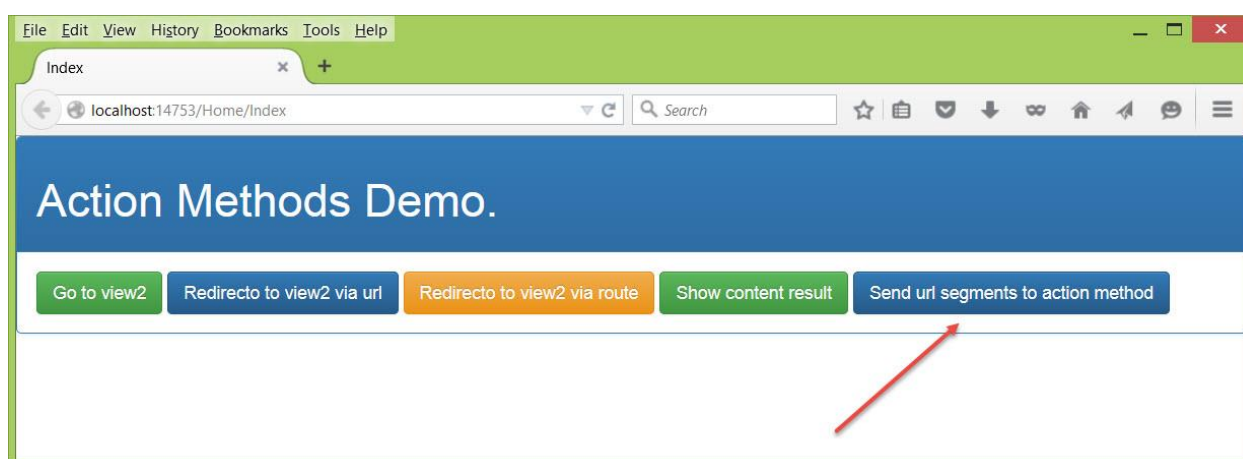 File Edit View History Bookmarks Tools Help
Index
localhost:14753/Home/Index
Search
Action Methods Demo.
Go to view2 Redirecto to view2 via url Redirecto to view2 via route Show content result Send url segments to action method